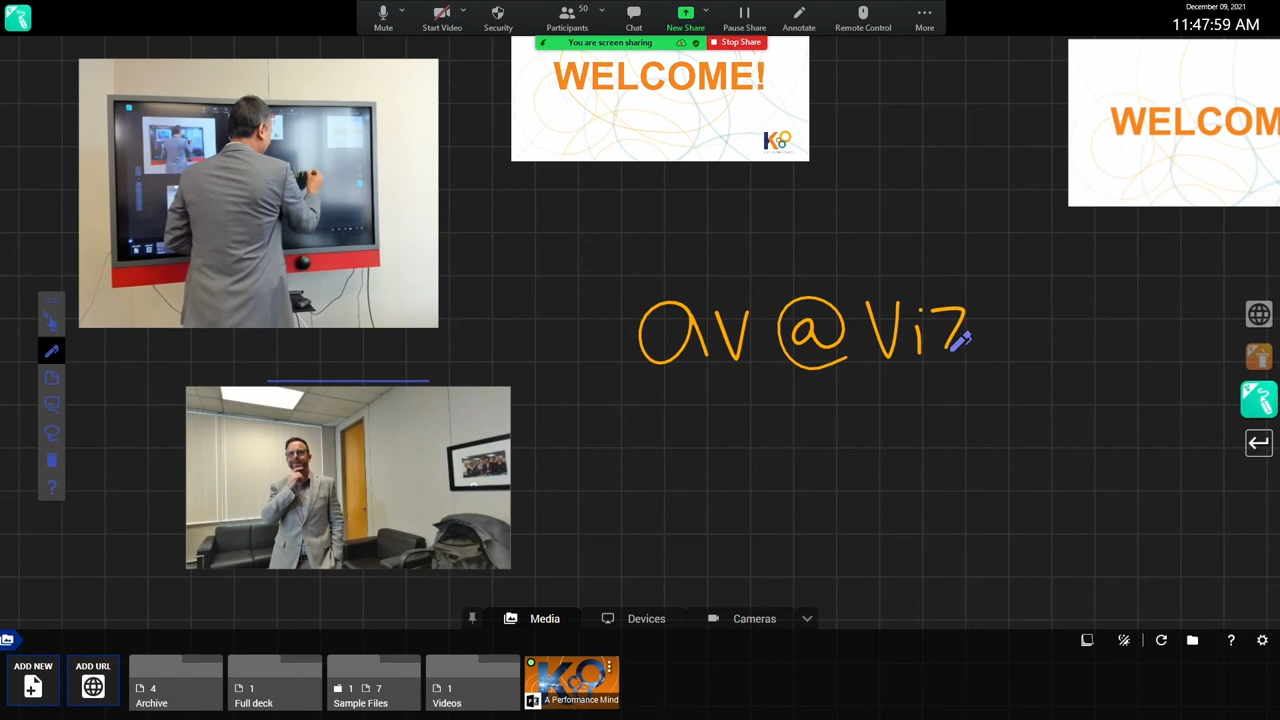 December 09, 2021
11:47:59 AM
Mute
Start Video
Security
50
Participants
Chat
New Share
Pause Share
Annotate
Remote Control
More
You are screen sharing
Stop Share
WELCOME!
K8
WELCOM
av @ Viz
?
Media
Devices
Cameras
?
ADD NEW
ADD URL
4
Archive
1
Full deck
1 7
Sample Files
1
Videos
A Performance Mind